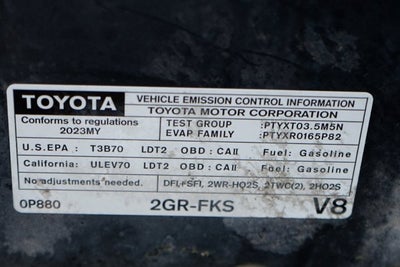 TOYOTA VEHICLE EMISSION CONTROL INFORMATION
TOYOTA MOTOR CORPORATION
Conforms to regulations TEST GROUP :PTYXT03.5M5N
2023MY EVAP. FAMILY :PTYXR0165P82
U.S.EPA : T3B70 LDT2 OBD : CAII Fuel: Gasoline
California: ULEV70 LDT2 OBD : CAII Fuel: Gasoline
No adjustments needed. DFI+SFI, 2WR-HO2S, 2TWC(2), 2HO2S
0P880 2GR-FKS V8